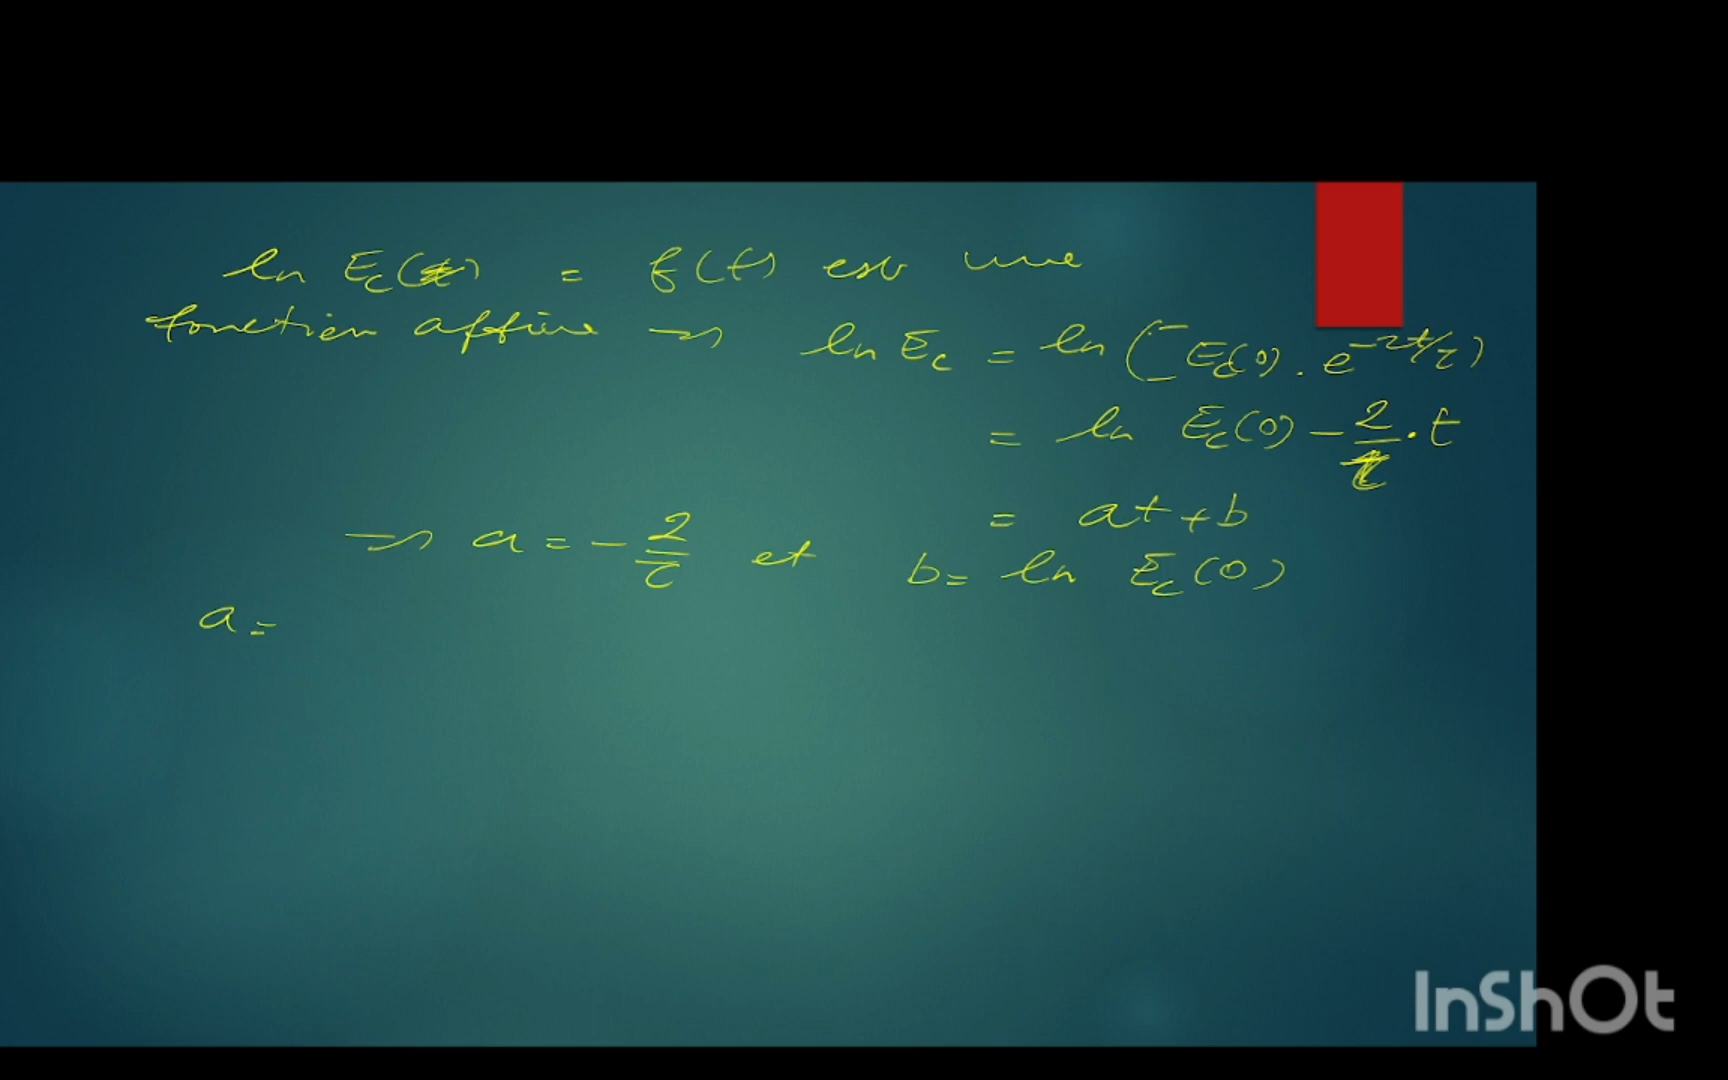 ln Ec(t) = f(t) est une
fonction affine → ln Ec = ln (Ec(0) . e^-2t/τ)
= ln Ec(0) - 2/τ . t
= at + b
→ a = - 2/τ et b = ln Ec(0)
a =
InShOt